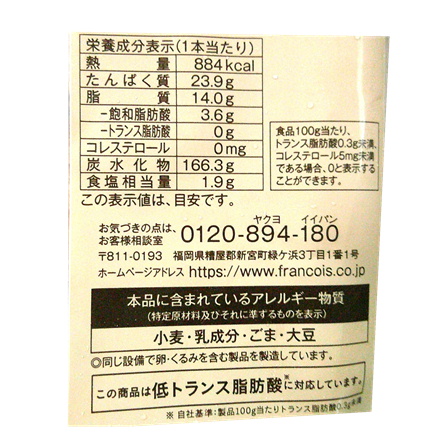 栄養成分表示(1本当たり)
熱量 884kcal
たんぱく質 23.9g
脂質 14.0g
−飽和脂肪酸 3.6g
−トランス脂肪酸 0g
コレステロール 0mg
炭水化物 166.3g
食塩相当量 1.9g
この表示値は、目安です。
食品100g当たり、
トランス脂肪酸0.3g未満、
コレステロール5mg未満
である場合、0と表示する
ことができます。
ヤクヨ イイパン
お気づきの点は、
お客様相談室 0120-894-180
〒811-0193 福岡県糟屋郡新宮町緑ケ浜3丁目1番1号
ホームページアドレス https://www.francois.co.jp
本品に含まれているアレルギー物質
(特定原材料及びそれに準ずるものを表示)
小麦・乳成分・ごま・大豆
◎同じ設備で卵・くるみを含む製品を製造しています。
この商品は低トランス脂肪酸※に対応しています。
※自社基準:製品100g当たりトランス脂肪酸0.3g未満